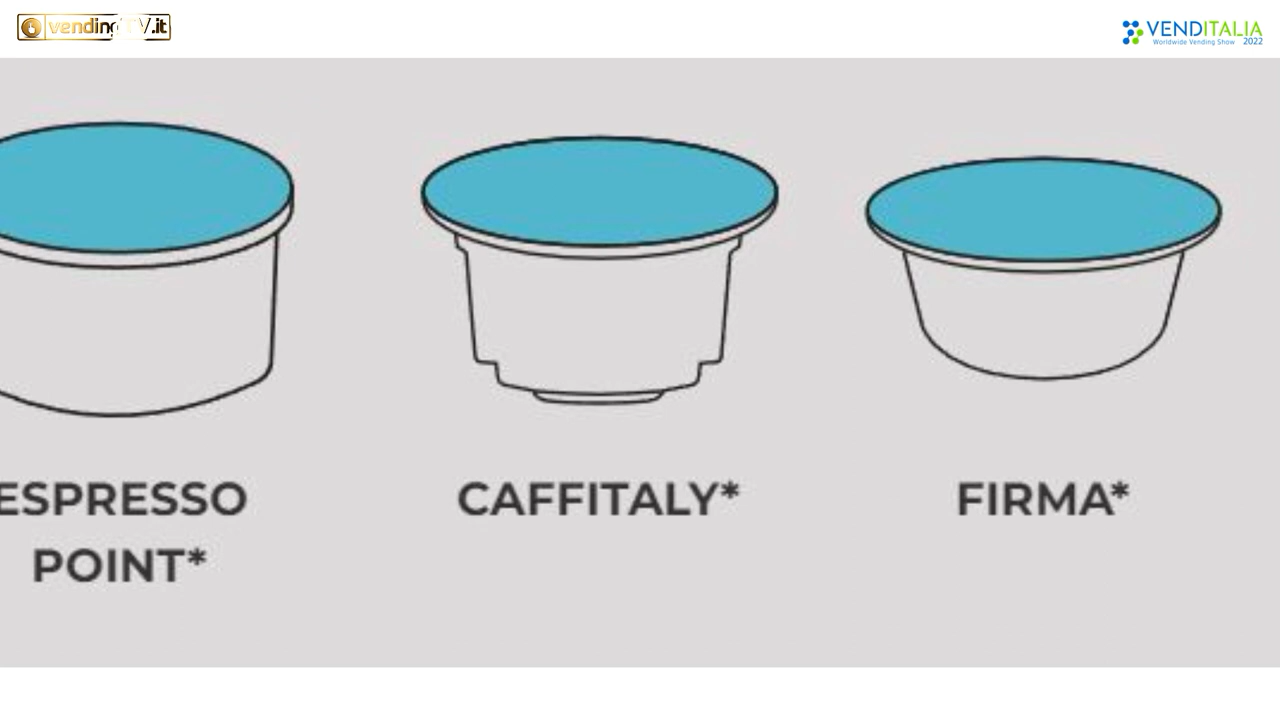 vendingTV.it
VENDITALIA
Worldwide Vending Show 2022
ESPRESSO
POINT*
CAFFITALY*
FIRMA*